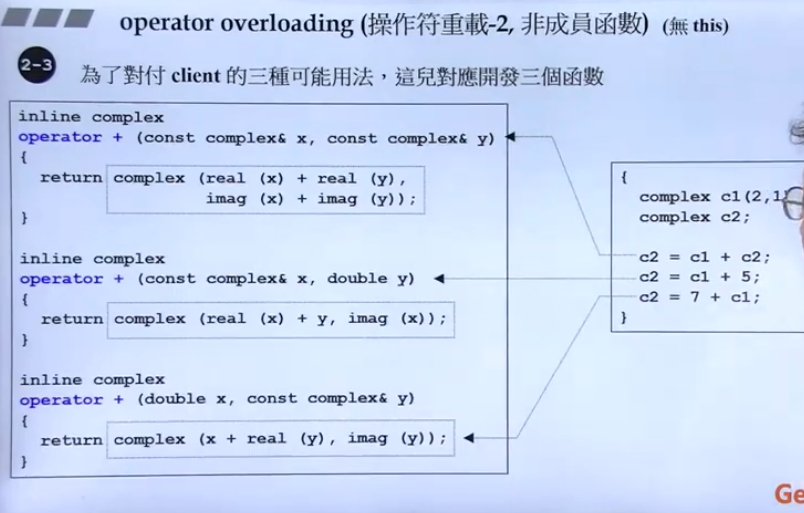 operator overloading (操作符重載-2, 非成員函數) (無 this)
2-3
為了對付 client 的三種可能用法,這兒對應開發三個函數
inline complex
operator + (const complex& x, const complex& y)
{
return complex (real (x) + real (y),
imag (x) + imag (y));
}
inline complex
operator + (const complex& x, double y)
{
return complex (real (x) + y, imag (x));
}
inline complex
operator + (double x, const complex& y)
{
return complex (x + real (y), imag (y));
}
{
complex c1(2,1
complex c2;
c2 = c1 + c2;
c2 = c1 + 5;
c2 = 7 + c1;
}
Ge